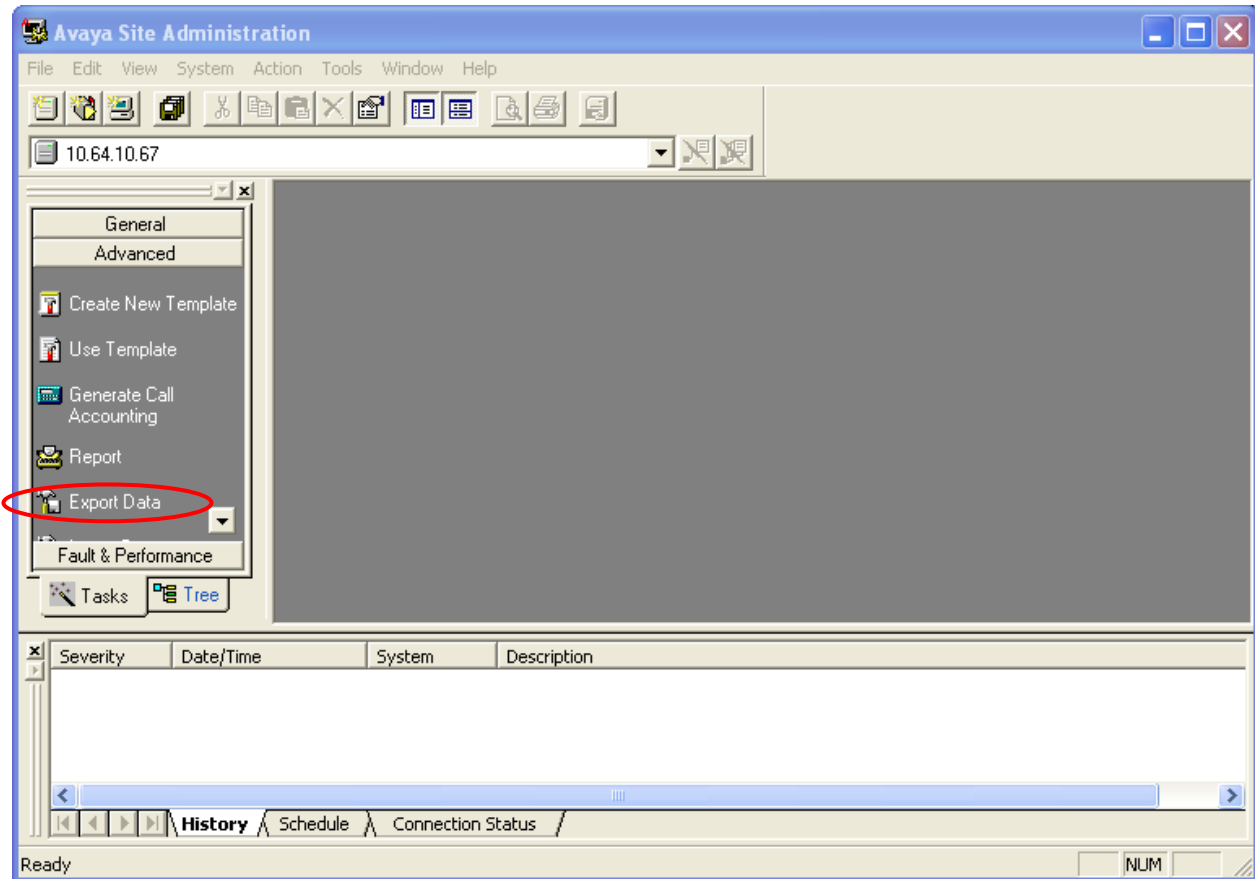 Avaya Site Administration
File Edit View System Action Tools Window Help
10.64.10.67
General
Advanced
Create New Template
Use Template
Generate Call
Accounting
Report
Export Data
Fault & Performance
Tasks Tree
Severity Date/Time System Description
History Schedule Connection Status
Ready NUM